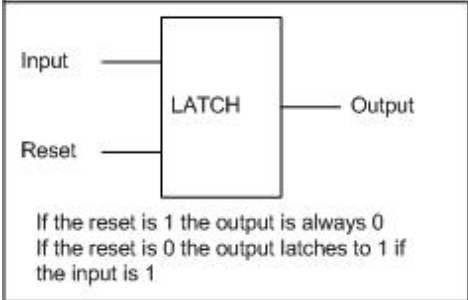 Input
LATCH
Output
Reset
If the reset is 1 the output is always 0
If the reset is 0 the output latches to 1 if
the input is 1